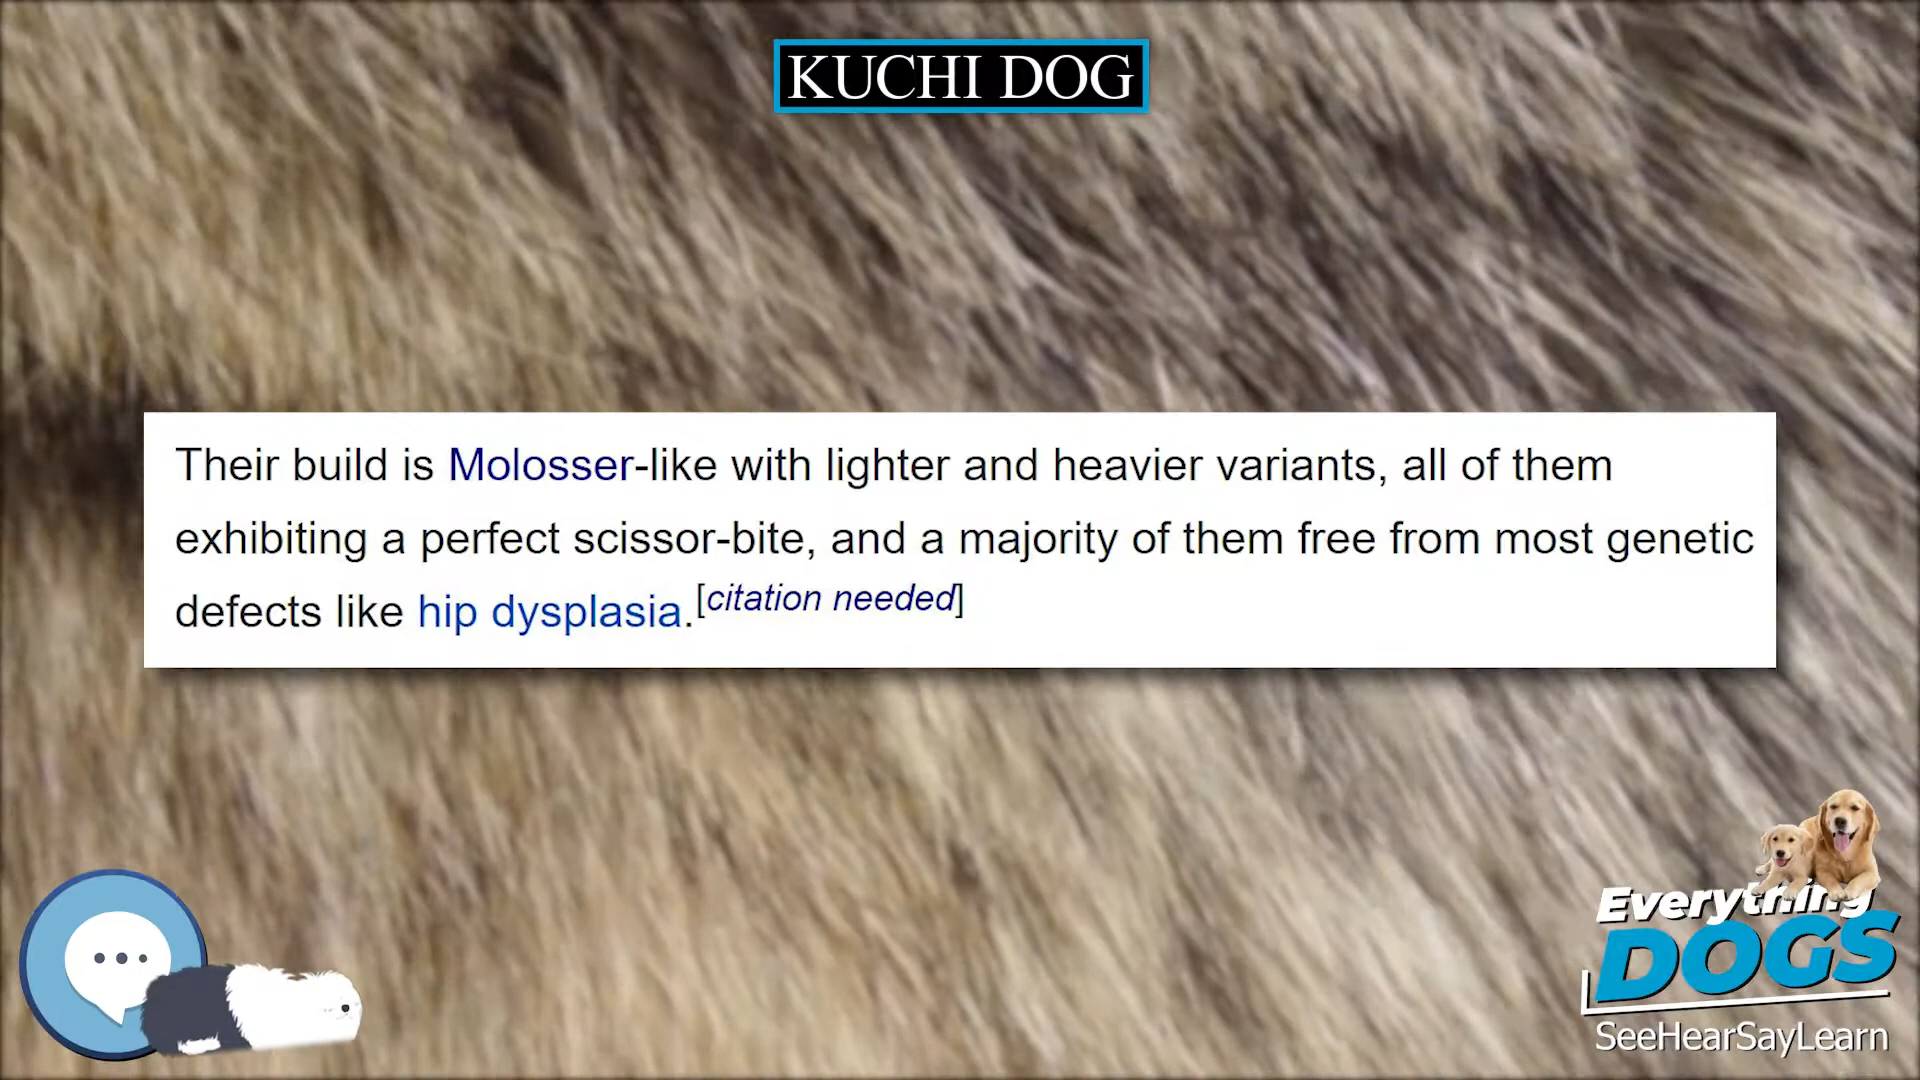 KUCHI DOG
Their build is Molosser-like with lighter and heavier variants, all of them
exhibiting a perfect scissor-bite, and a majority of them free from most genetic
defects like hip dysplasia.[citation needed]
Everything
DOGS
SeeHearSayLearn